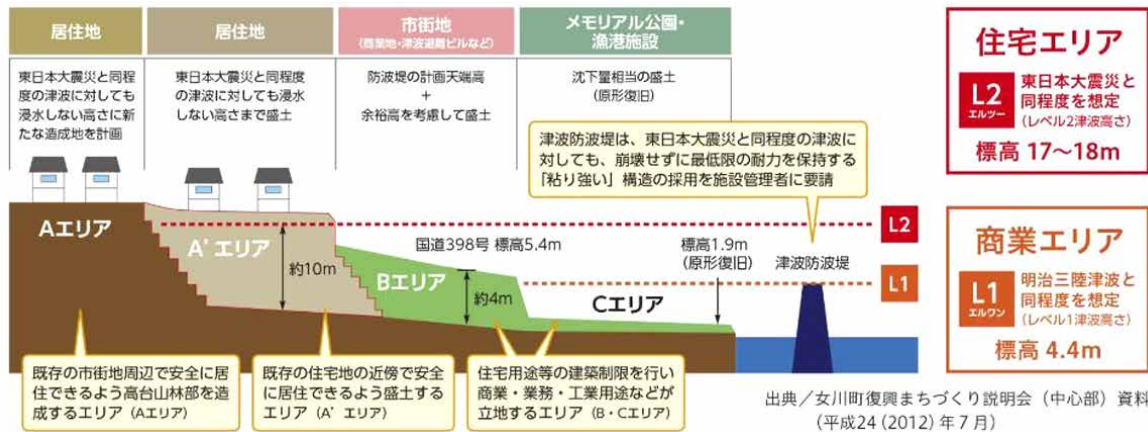 居住地
東日本大震災と同程
度の津波に対しても
浸水しない高さに新
たな造成地を計画
居住地
東日本大震災と同程度
の津波に対しても浸水
しない高さまで盛土
市街地
(商業地・津波避難ビルなど)
防波堤の計画天端高
+
余裕高を考慮して盛土
メモリアル公園・
漁港施設
沈下量相当の盛土
(原形復旧)
津波防波堤は、東日本大震災と同程度の津波に
対しても、崩壊せずに最低限の耐力を保持する
「粘り強い」構造の採用を施設管理者に要請
Aエリア
A'エリア
約10m
国道398号 標高5.4m
Bエリア
約4m
Cエリア
標高1.9m
(原形復旧)
津波防波堤
L2
L1
既存の市街地周辺で安全に居
住できるよう高台山林部を造
成するエリア(Aエリア)
既存の住宅地の近傍で安全
に居住できるよう盛土する
エリア(A'エリア)
住宅用途等の建築制限を行い
商業・業務・工業用途などが
立地するエリア(B・Cエリア)
住宅エリア
L2
エルツー
東日本大震災と
同程度を想定
(レベル2津波高さ)
標高 17〜18m
商業エリア
L1
エルワン
明治三陸津波と
同程度を想定
(レベル1津波高さ)
標高 4.4m
出典/女川町復興まちづくり説明会(中心部)資料
(平成24(2012)年7月)